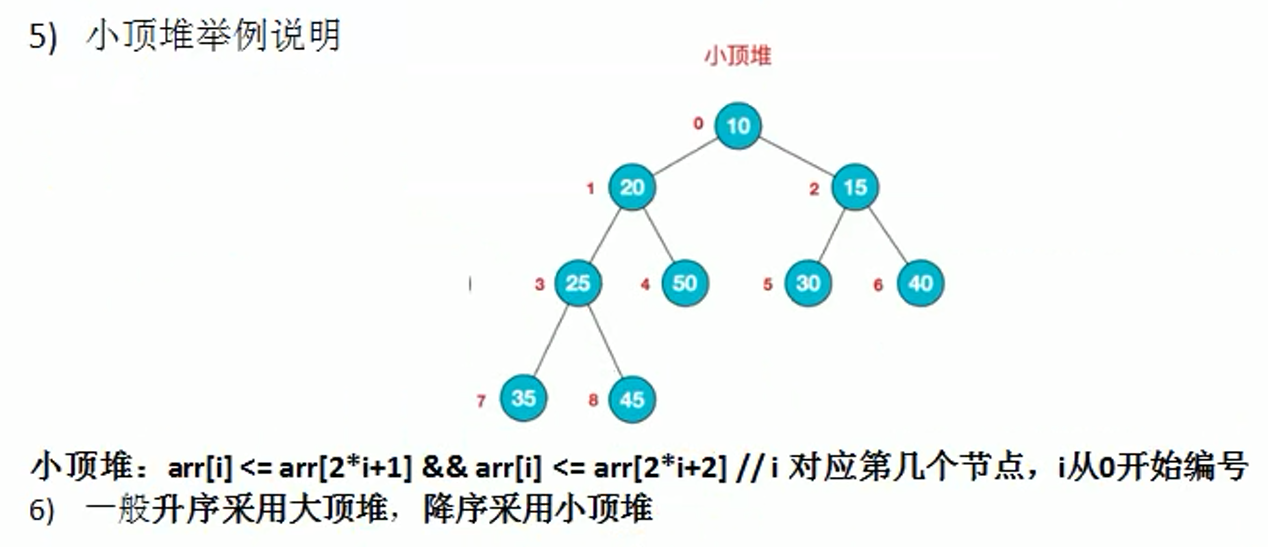 5) 小顶堆举例说明
小顶堆
0 10
1 20 2 15
3 25 4 50 5 30 6 40
7 35 8 45
小顶堆：arr[i] <= arr[2*i+1] && arr[i] <= arr[2*i+2] // i 对应第几个节点，i从0开始编号
6) 一般升序采用大顶堆，降序采用小顶堆